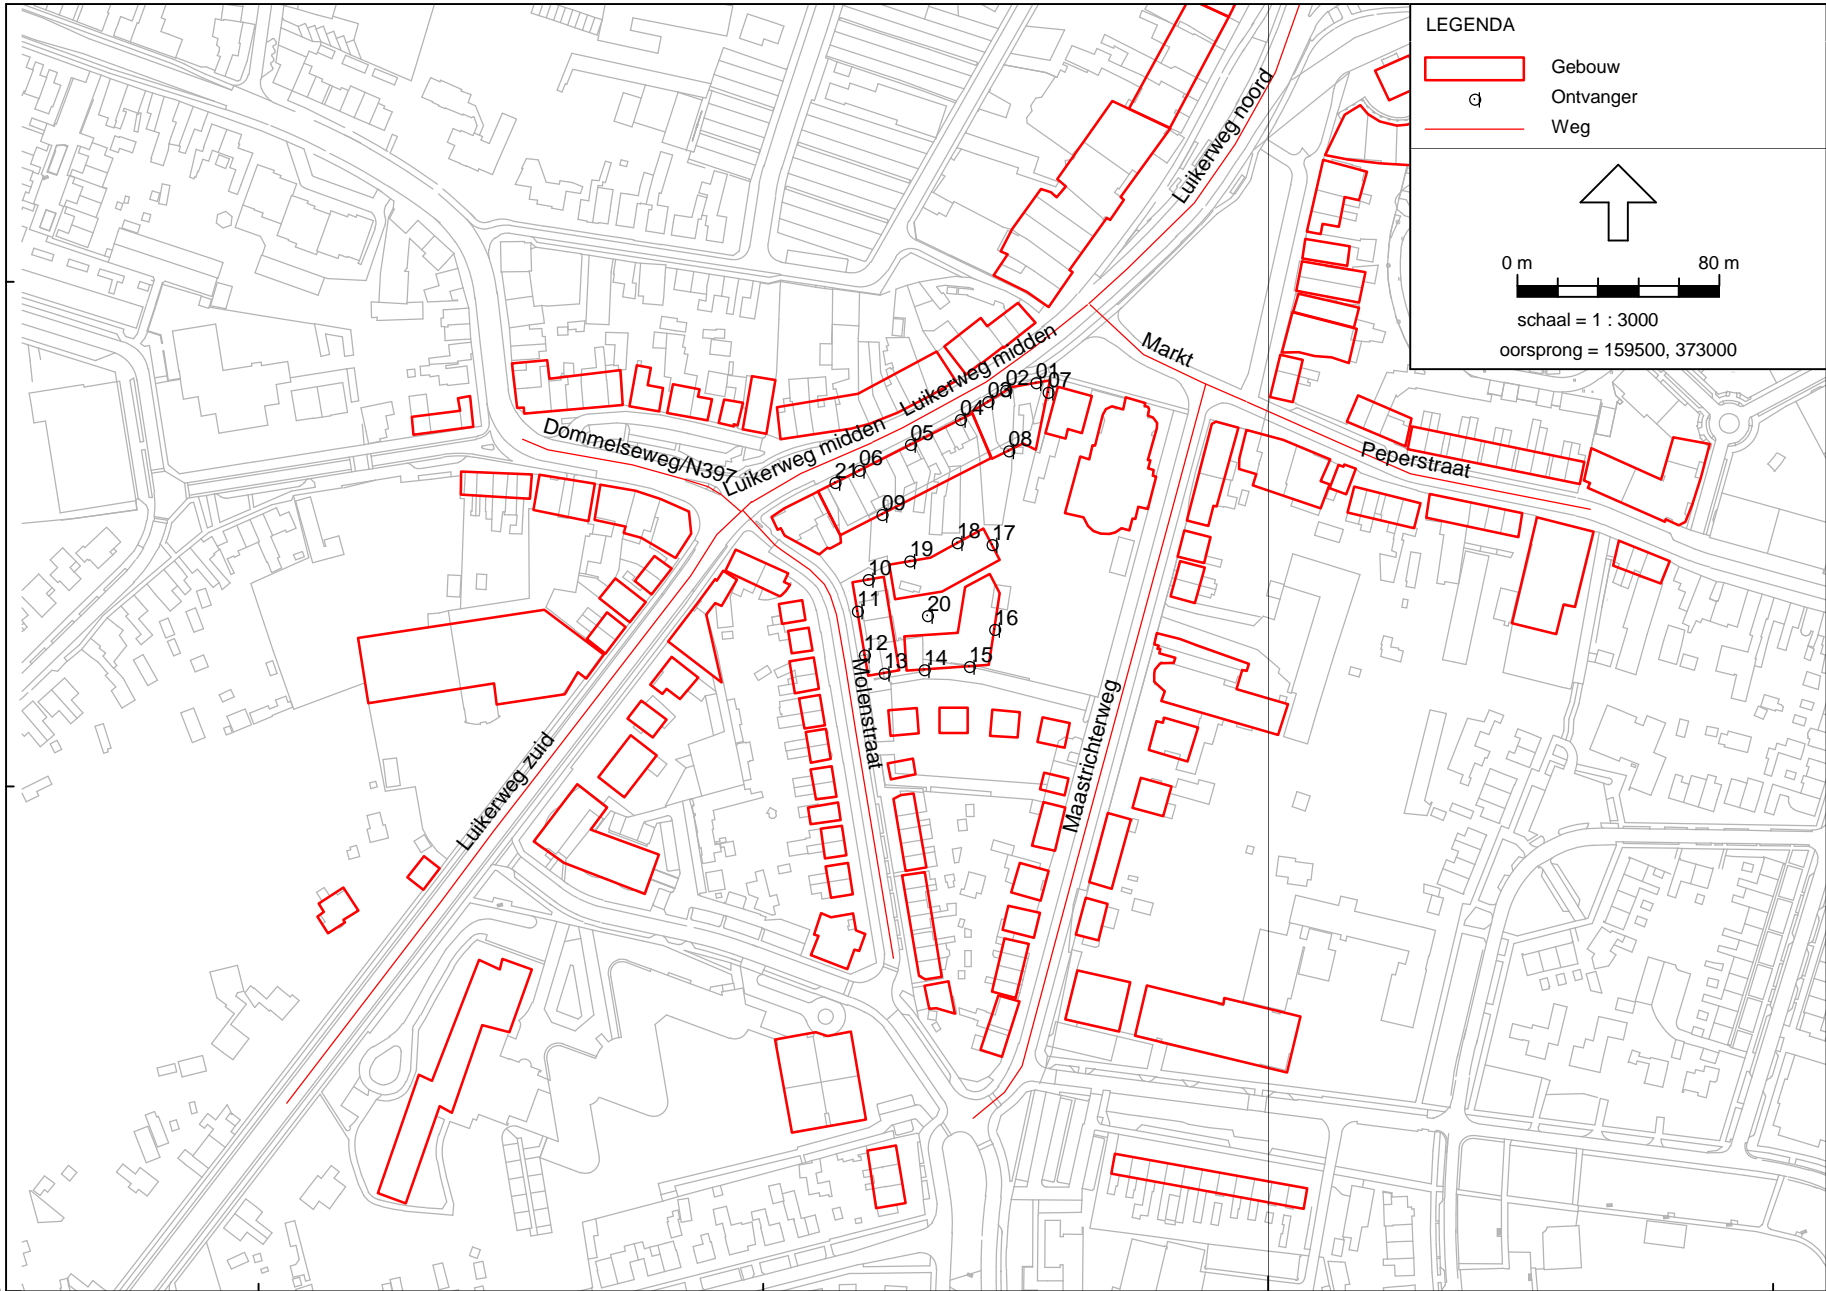 LEGENDA
Gebouw
Ontvanger
Weg
0 m 80 m
schaal = 1 : 3000
oorsprong = 159500, 373000
Luikerweg noord
Markt
Luikerweg midden
Luikerweg midden
Dommelseweg/N397
Peperstraat
01
02
03
07
04
05
08
06
21
09
18
17
19
10
11
20
16
12
13
14
15
Molenstraat
Maastrichterweg
Luikerweg zuid